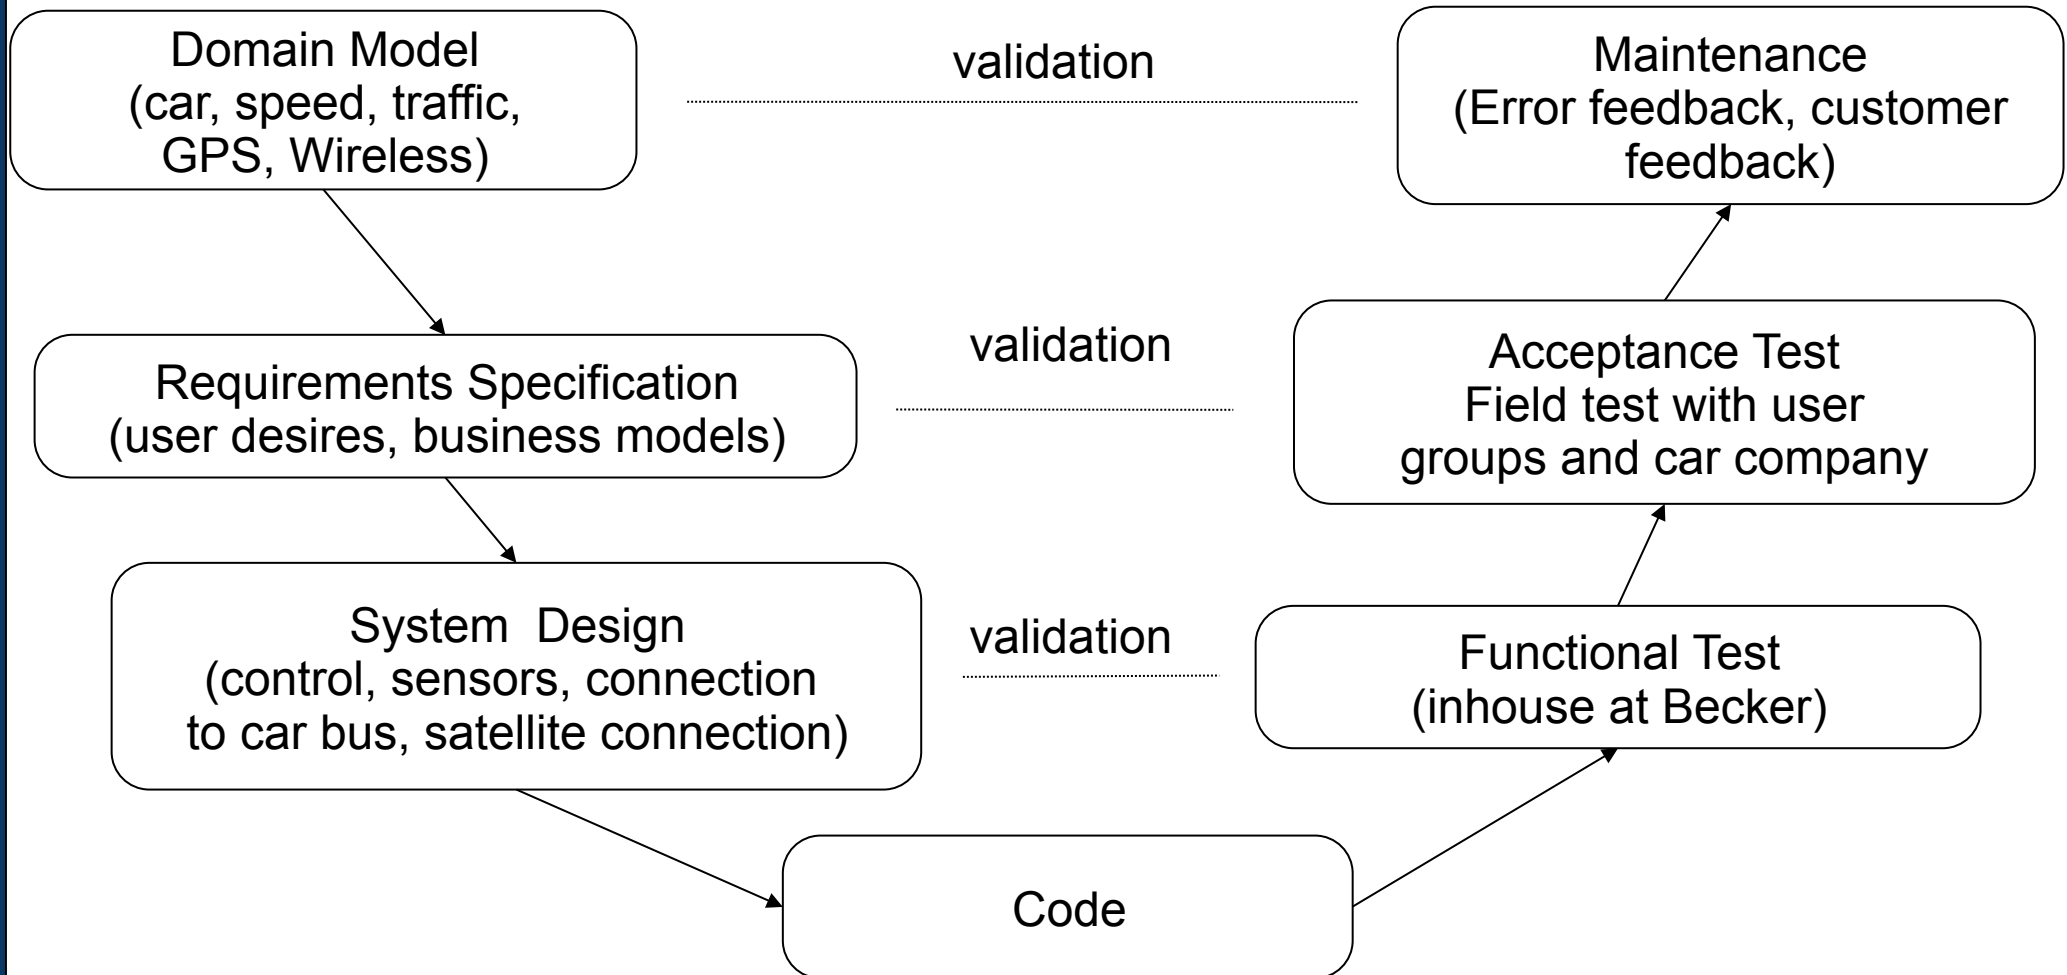 Domain Model
(car, speed, traffic,
GPS, Wireless)
validation
Maintenance
(Error feedback, customer
feedback)
Requirements Specification
(user desires, business models)
validation
Acceptance Test
Field test with user
groups and car company
System Design
(control, sensors, connection
to car bus, satellite connection)
validation
Functional Test
(inhouse at Becker)
Code